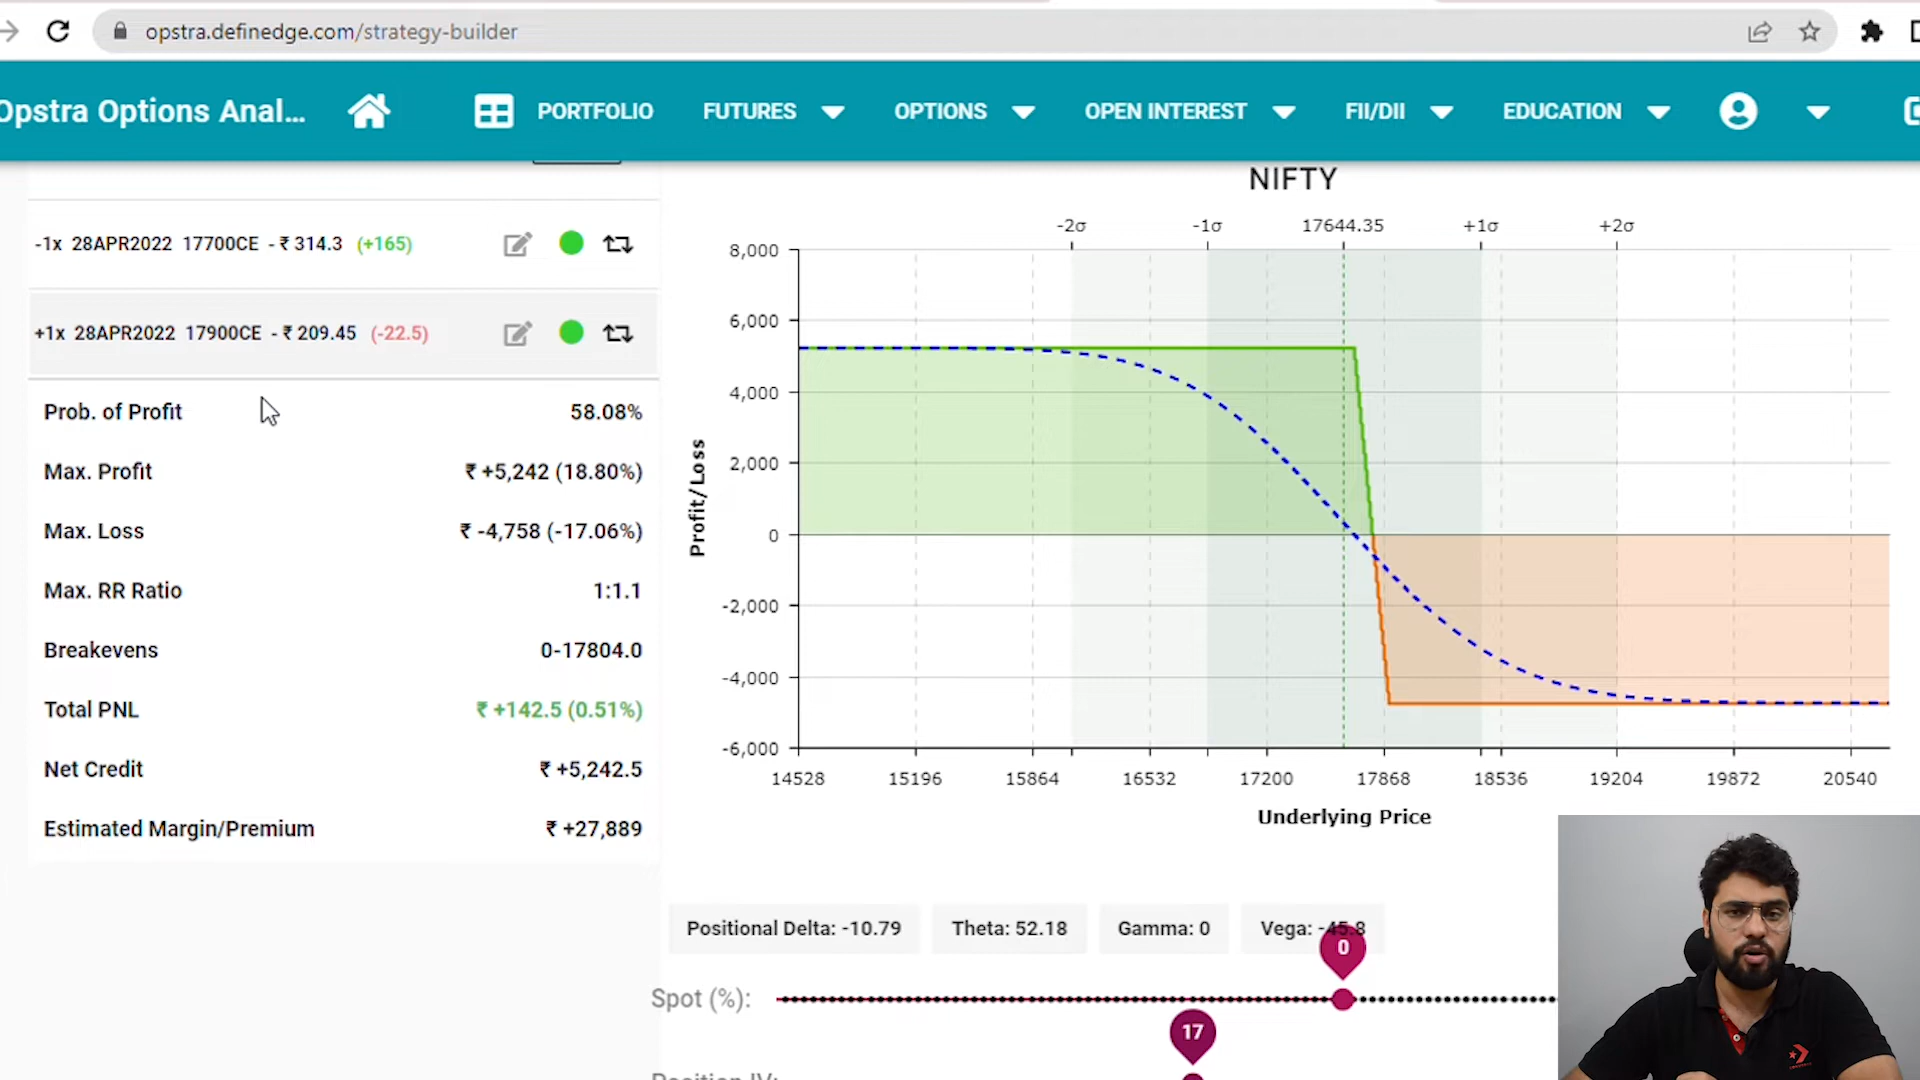 opstra.definedge.com/strategy-builder
Opstra Options Anal... PORTFOLIO FUTURES OPTIONS OPEN INTEREST FII/DII EDUCATION
NIFTY
-2σ -1σ 17644.35 +1σ +2σ
-1x 28APR2022 17700CE - ₹ 314.3 (+165)
+1x 28APR2022 17900CE - ₹ 209.45 (-22.5)
Prob. of Profit 58.08%
Max. Profit ₹ +5,242 (18.80%)
Max. Loss ₹ -4,758 (-17.06%)
Max. RR Ratio 1:1.1
Breakevens 0-17804.0
Total PNL ₹ +142.5 (0.51%)
Net Credit ₹ +5,242.5
Estimated Margin/Premium ₹ +27,889
8,000
6,000
4,000
2,000
0
-2,000
-4,000
-6,000
Profit/Loss
14528 15196 15864 16532 17200 17868 18536 19204 19872 20540
Underlying Price
Positional Delta: -10.79 Theta: 52.18 Gamma: 0 Vega: -45.8
0
Spot (%):
17
Position IV: